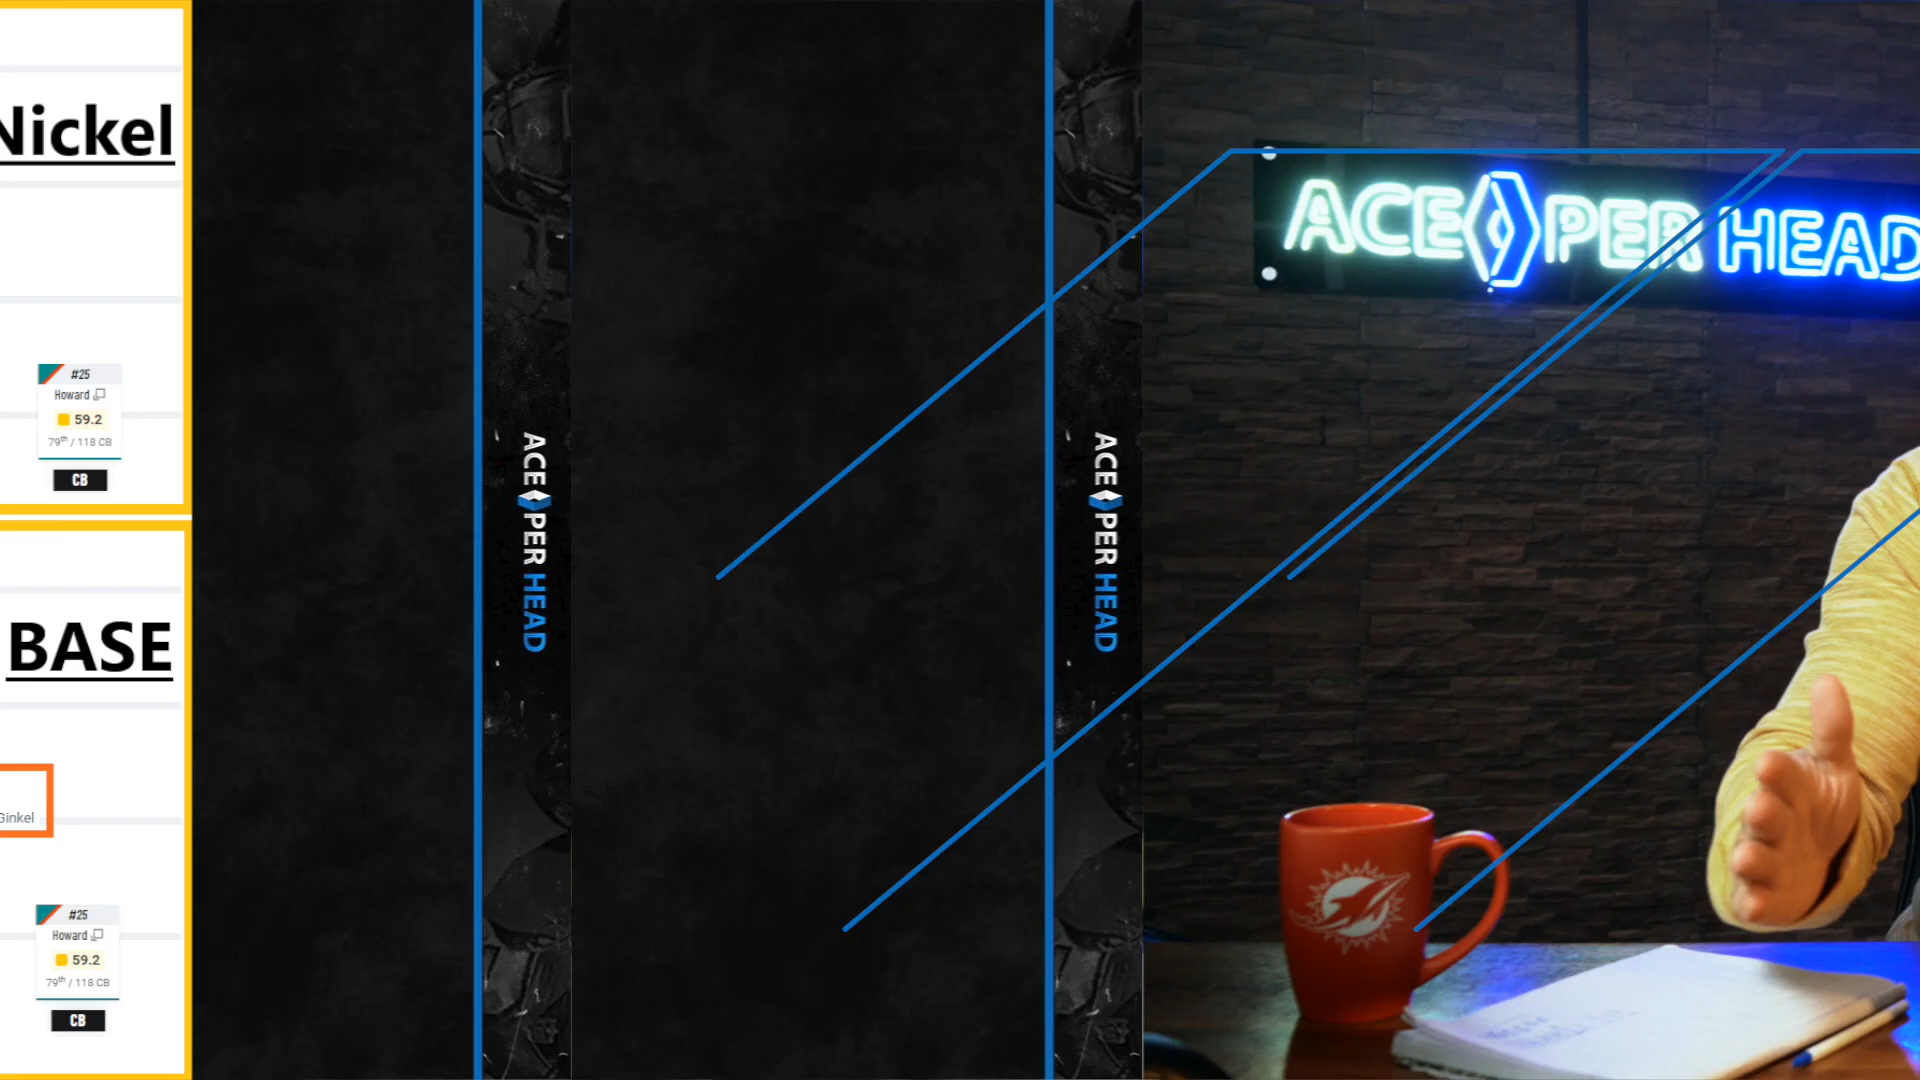 Nickel
#25
Howard
59.2
79th / 118 CB
CB
BASE
Ginkel
#25
Howard
59.2
79th / 118 CB
CB
ACE PER HEAD
ACE PER HEAD
ACE PER HEAD